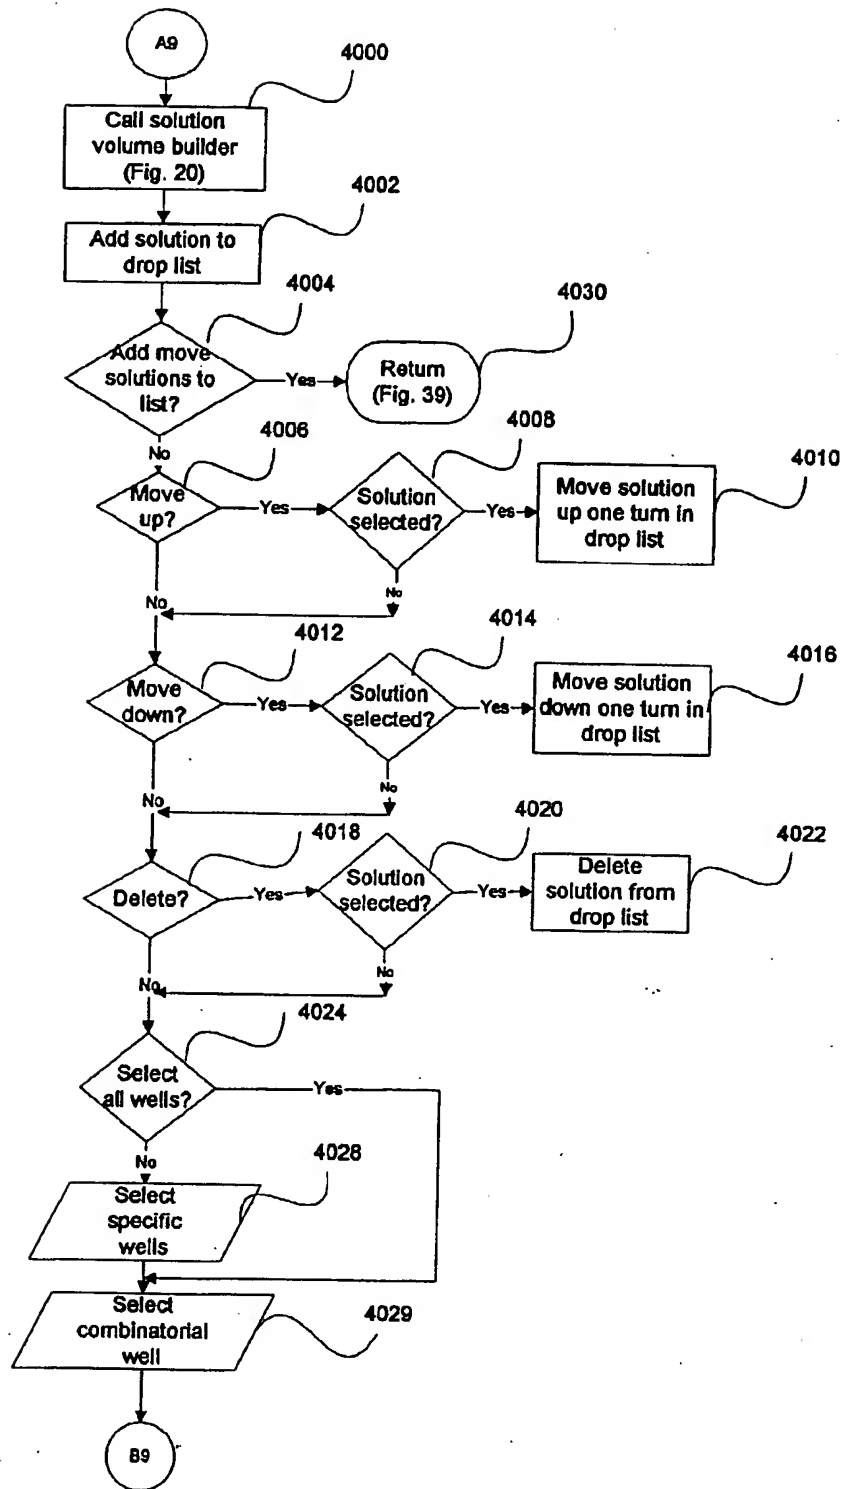 A9
4000
Call solution
volume builder
(Fig. 20)
4002
Add solution to
drop list
4004
4030
Add move
solutions to
list?
Yes
Return
(Fig. 39)
No
4006
4008
4010
Move
up?
Yes
Solution
selected?
Yes
Move solution
up one turn in
drop list
No
No
4012
4014
4016
Move
down?
Yes
Solution
selected?
Yes
Move solution
down one turn in
drop list
No
No
4018
4020
4022
Delete?
Yes
Solution
selected?
Yes
Delete
solution from
drop list
No
No
4024
Select
all wells?
Yes
No
4028
Select
specific
wells
4029
Select
combinatorial
well
B9